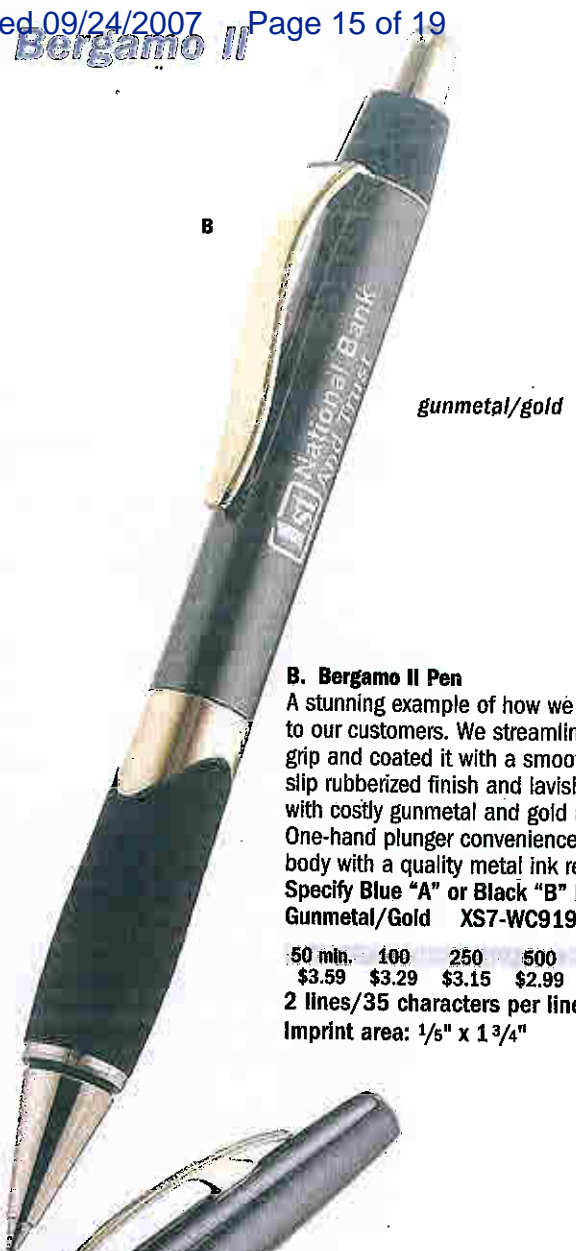 ed 09/24/2007 Page 15 of 19
Bergamo II
B
National Bank
And Trust
gunmetal/gold
B. Bergamo II Pen
A stunning example of how we
to our customers. We streamlin
grip and coated it with a smoo
slip rubberized finish and lavish
with costly gunmetal and gold
One-hand plunger convenience
body with a quality metal ink re
Specify Blue "A" or Black "B"
Gunmetal/Gold XS7-WC919
50 min. 100 250 500
$3.59 $3.29 $3.15 $2.99
2 lines/35 characters per line
Imprint area: 1/5" x 1 3/4"